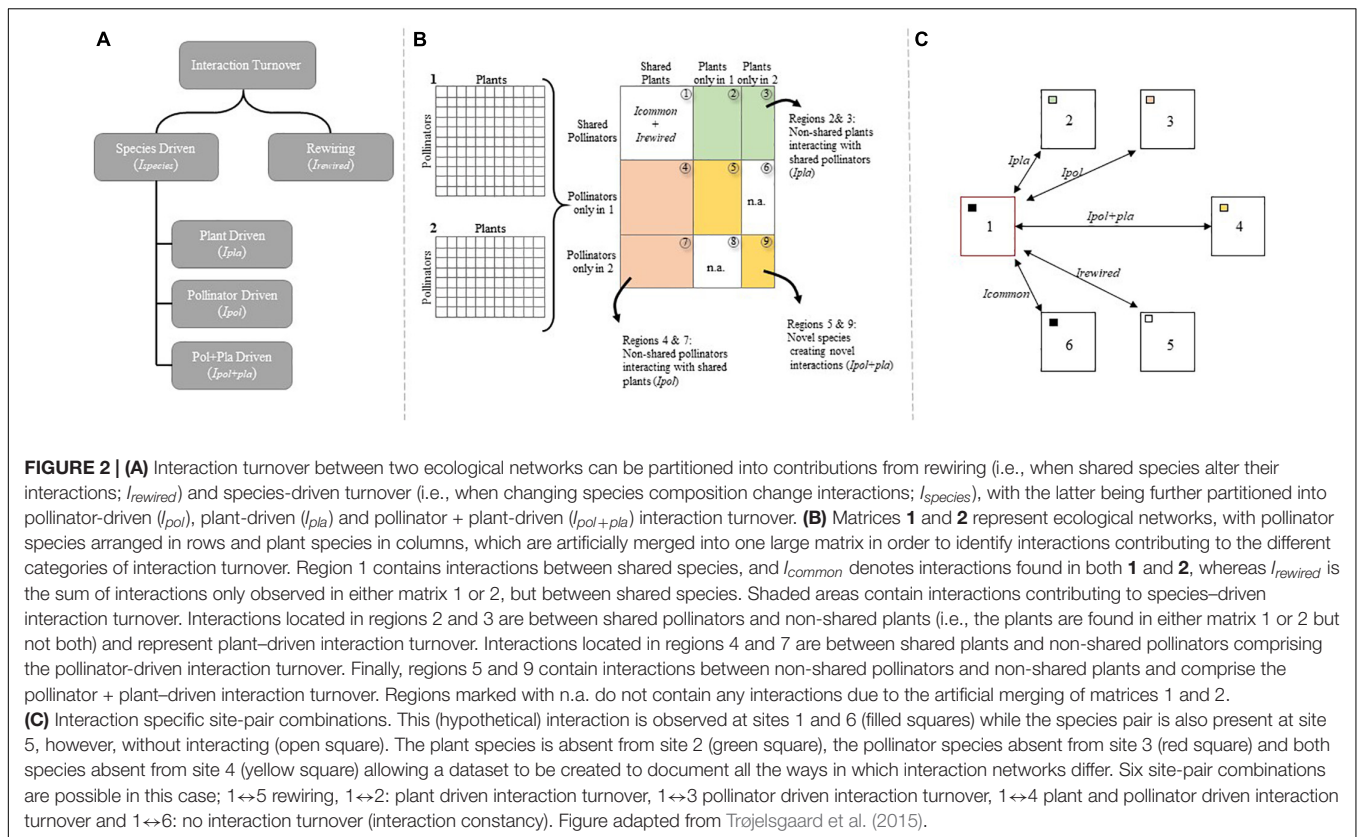 A
Interaction Turnover
Species Driven
(Ispecies)
Rewiring
(Irewired)
Plant Driven
(Ipla)
Pollinator Driven
(Ipol)
Pol+Pla Driven
(Ipol+pla)
B
1
Plants
Pollinators
2
Plants
Pollinators
Shared
Plants
Plants
only in 1
Plants
only in 2
Shared
Pollinators
Pollinators
only in 1
Pollinators
only in 2
①
Icommon
+
Irewired
②
③
④
⑤
⑥
n.a.
⑦
⑧
n.a.
⑨
Regions 2& 3:
Non-shared plants
interacting with
shared pollinators
(Ipla)
Regions 4 & 7:
Non-shared pollinators
interacting with shared
plants (Ipol)
Regions 5 & 9:
Novel species
creating novel
interactions (Ipol+pla)
C
2
3
Ipla
Ipol
1
Ipol+pla
4
Irewired
Icommon
6
5
FIGURE 2 | (A) Interaction turnover between two ecological networks can be partitioned into contributions from rewiring (i.e., when shared species alter their
interactions; Irewired) and species-driven turnover (i.e., when changing species composition change interactions; Ispecies), with the latter being further partitioned into
pollinator-driven (Ipol), plant-driven (Ipla) and pollinator + plant-driven (Ipol+pla) interaction turnover. (B) Matrices 1 and 2 represent ecological networks, with pollinator
species arranged in rows and plant species in columns, which are artificially merged into one large matrix in order to identify interactions contributing to the different
categories of interaction turnover. Region 1 contains interactions between shared species, and Icommon denotes interactions found in both 1 and 2, whereas Irewired is
the sum of interactions only observed in either matrix 1 or 2, but between shared species. Shaded areas contain interactions contributing to species–driven
interaction turnover. Interactions located in regions 2 and 3 are between shared pollinators and non-shared plants (i.e., the plants are found in either matrix 1 or 2 but
not both) and represent plant–driven interaction turnover. Interactions located in regions 4 and 7 are between shared plants and non-shared pollinators comprising
the pollinator-driven interaction turnover. Finally, regions 5 and 9 contain interactions between non-shared pollinators and non-shared plants and comprise the
pollinator + plant–driven interaction turnover. Regions marked with n.a. do not contain any interactions due to the artificial merging of matrices 1 and 2.
(C) Interaction specific site-pair combinations. This (hypothetical) interaction is observed at sites 1 and 6 (filled squares) while the species pair is also present at site
5, however, without interacting (open square). The plant species is absent from site 2 (green square), the pollinator species absent from site 3 (red square) and both
species absent from site 4 (yellow square) allowing a dataset to be created to document all the ways in which interaction networks differ. Six site-pair combinations
are possible in this case; 1↔5 rewiring, 1↔2: plant driven interaction turnover, 1↔3 pollinator driven interaction turnover, 1↔4 plant and pollinator driven interaction
turnover and 1↔6: no interaction turnover (interaction constancy). Figure adapted from Trøjelsgaard et al. (2015).